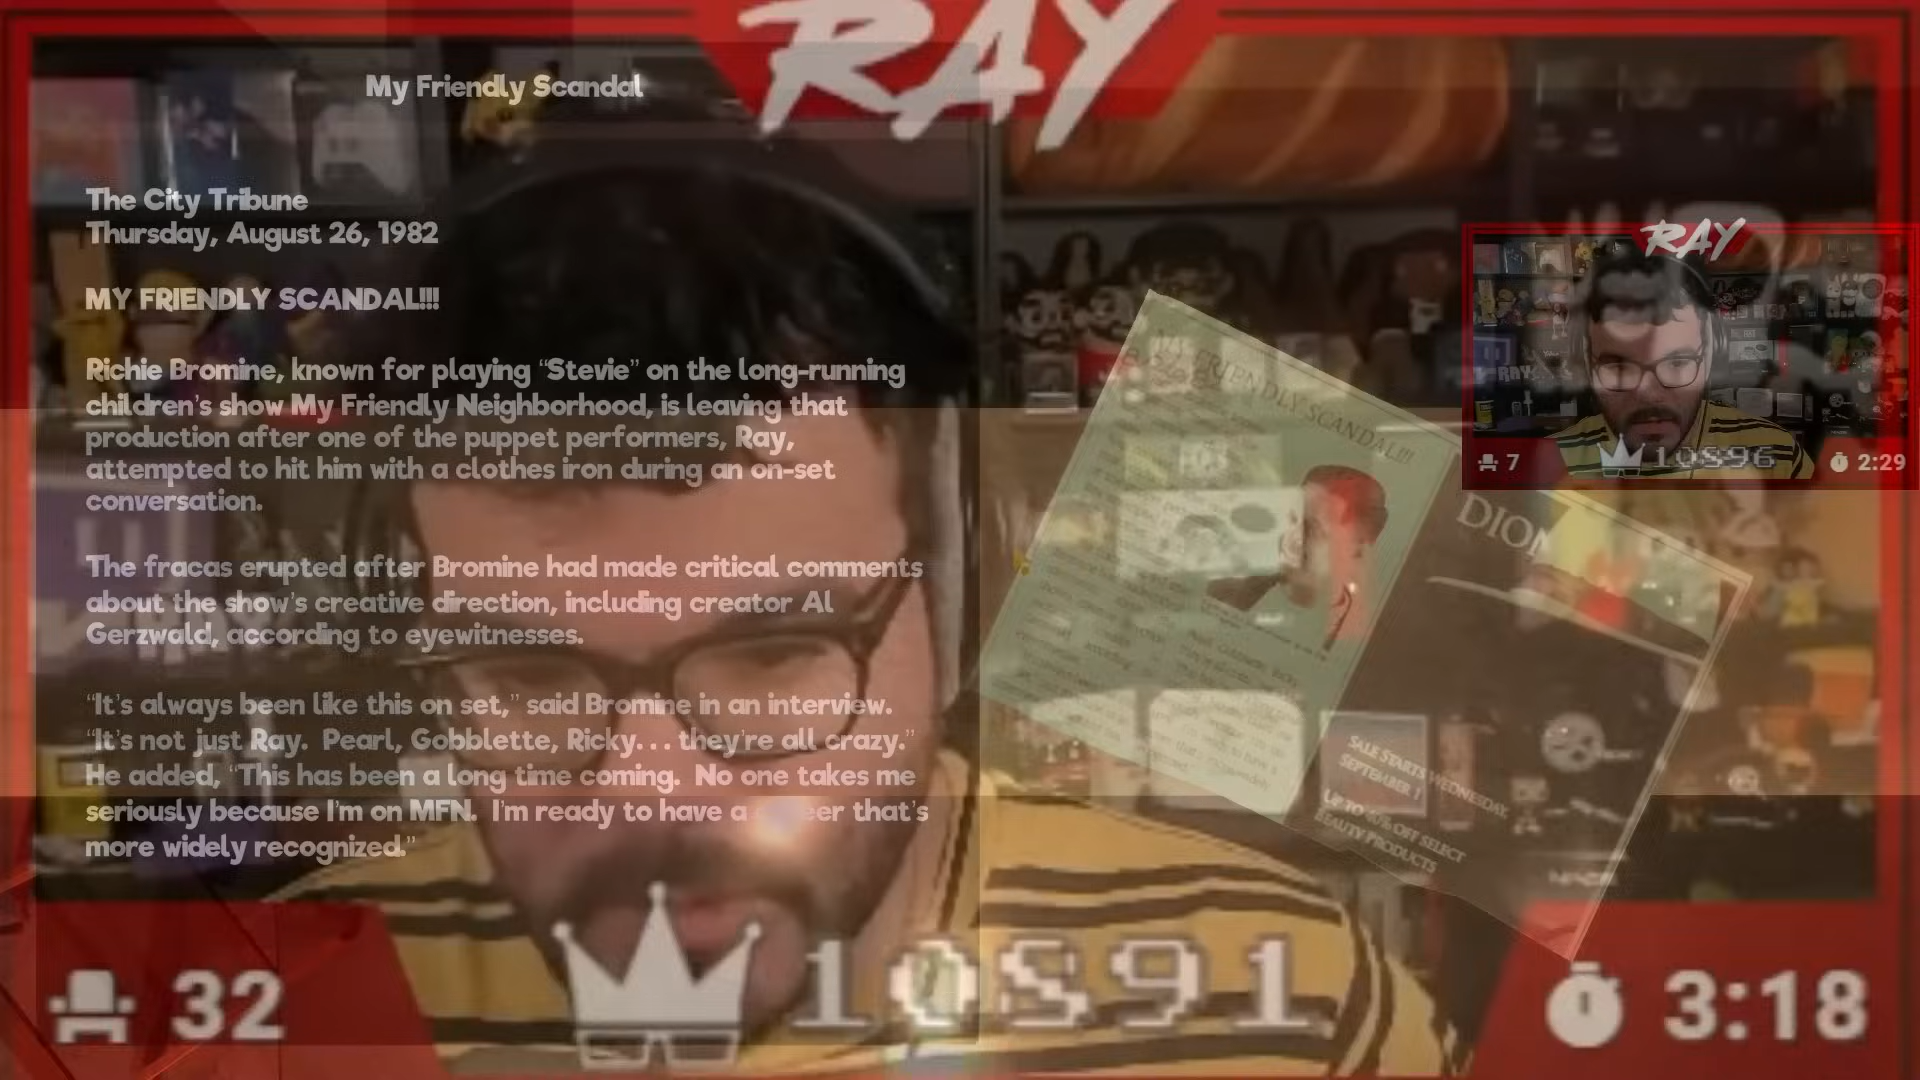 RAY
My Friendly Scandal
The City Tribune
Thursday, August 26, 1982
MY FRIENDLY SCANDAL!!!
Richie Bromine, known for playing “Stevie” on the long-running
children’s show My Friendly Neighborhood, is leaving that
production after one of the puppet performers, Ray,
attempted to hit him with a clothes iron during an on-set
conversation.
The fracas erupted after Bromine had made critical comments
about the show’s creative direction, including creator Al
Gerzwald, according to eyewitnesses.
“It’s always been like this on set,” said Bromine in an interview.
“It’s not just Ray.  Pearl, Gobblette, Ricky... they’re all crazy.”
He added, “This has been a long time coming.  No one takes me
seriously because I’m on MFN.  I’m ready to have a career that’s
more widely recognized.”
MY FRIENDLY SCANDAL!!!
SALE STARTS WEDNESDAY,
SEPTEMBER 1
OFF SELECT
BEAUTY PRODUCTS
RAY
7
10896
2:29
32
10891
3:18